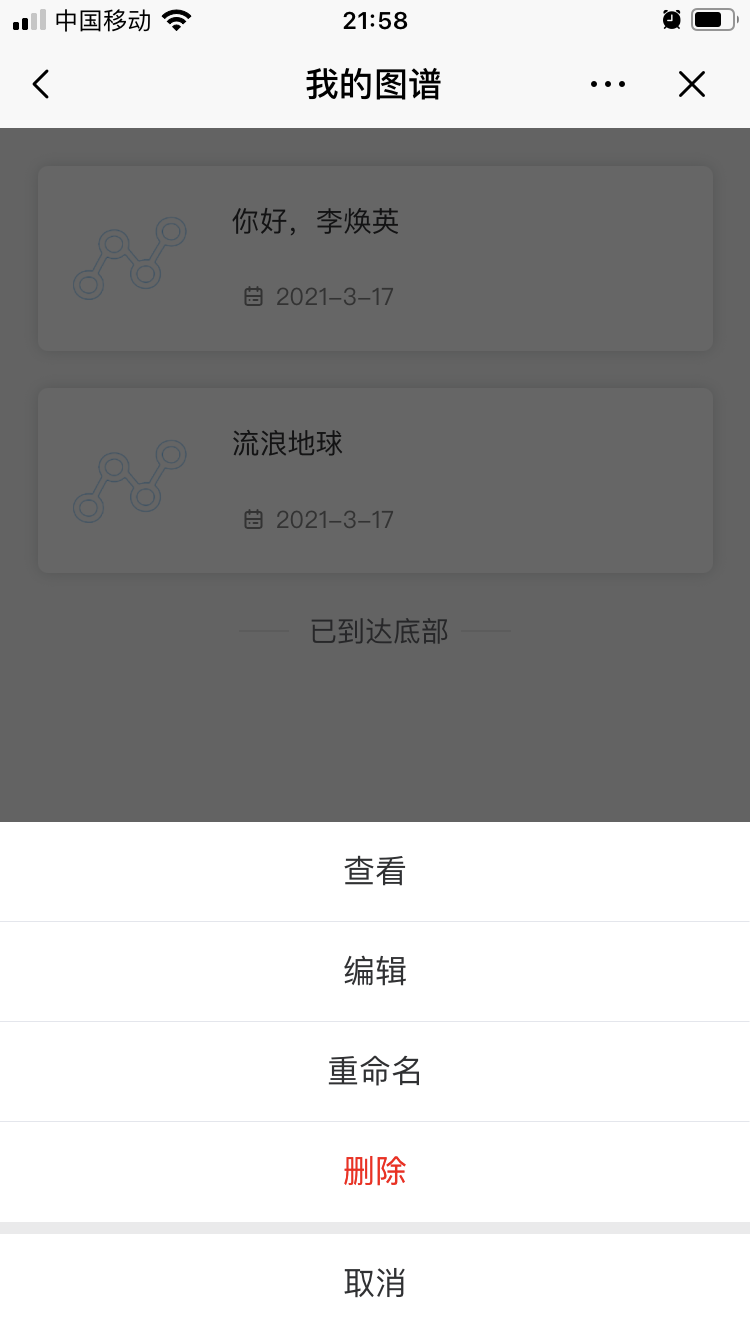 中国移动 21:58
我的图谱
你好，李焕英
2021-3-17
流浪地球
2021-3-17
已到达底部
查看
编辑
重命名
删除
取消